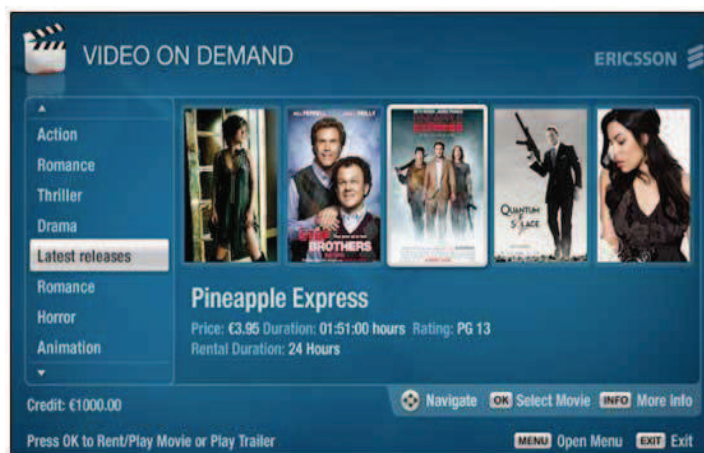 VIDEO ON DEMAND
ERICSSON
Action
Romance
Thriller
Drama
Latest releases
Romance
Horror
Animation
STEP
BROTHERS
EXPRESS
QUANTUM
OF
SOLACE
Pineapple Express
Price: €3.95 Duration: 01:51:00 hours Rating: PG 13
Rental Duration: 24 Hours
Credit: €1000.00
Navigate OK Select Movie INFO More Info
Press OK to Rent/Play Movie or Play Trailer
MENU Open Menu EXIT Exit